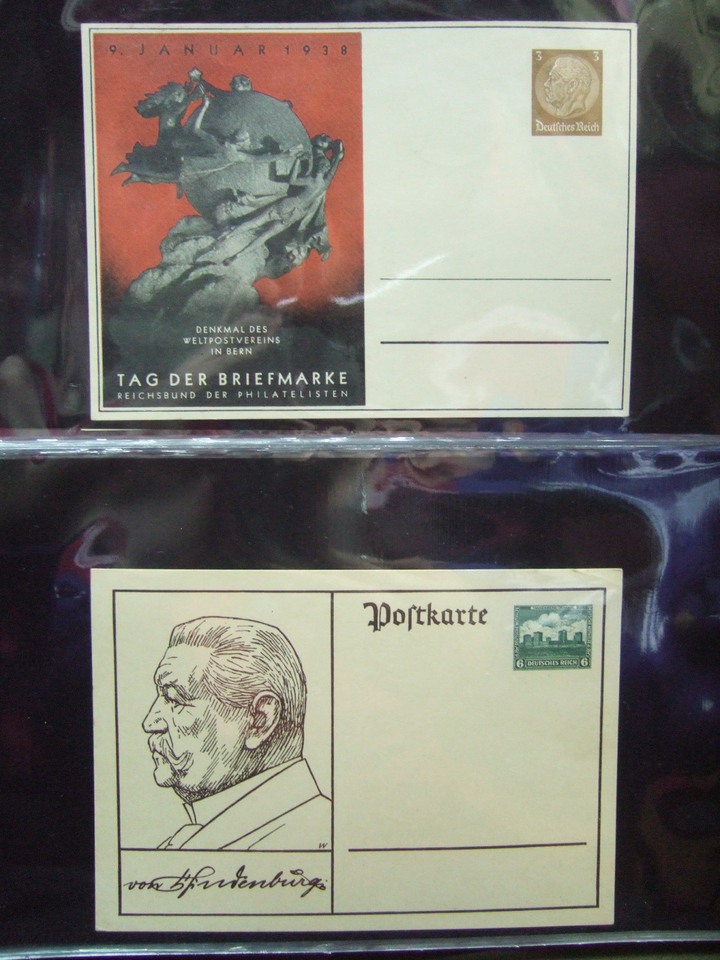 9. JANUAR 1938
3 3
Deutsches Reich
DENKMAL DES
WELTPOSTVEREINS
IN BERN
TAG DER BRIEFMARKE
REICHSBUND DER PHILATELISTEN
Postkarte
6 DEUTSCHES REICH 6
W
von Hindenburg